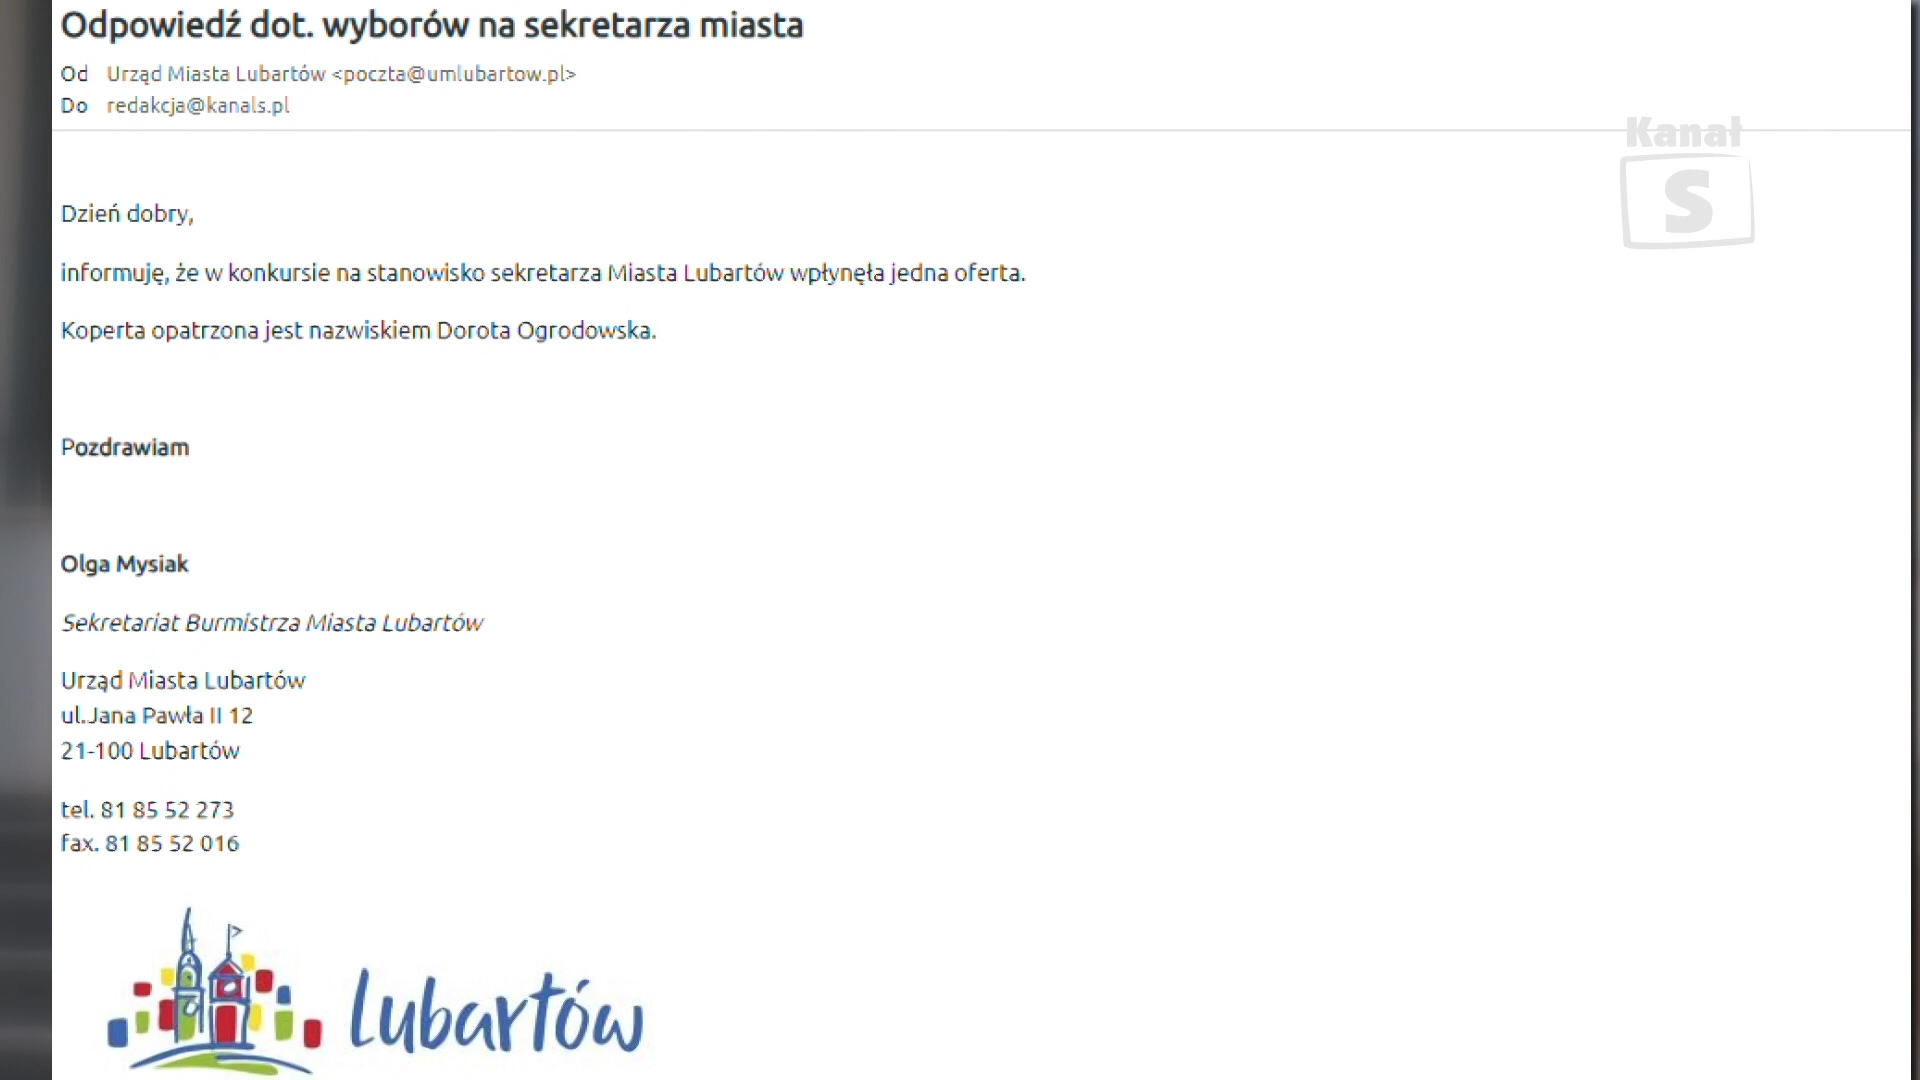 Odpowiedź dot. wyborów na sekretarza miasta
Od Urząd Miasta Lubartów <poczta@umlubartow.pl>
Do redakcja@kanals.pl
Kanał
S
Dzień dobry,
informuję, że w konkursie na stanowisko sekretarza Miasta Lubartów wpłynęła jedna oferta.
Koperta opatrzona jest nazwiskiem Dorota Ogrodowska.
Pozdrawiam
Olga Mysiak
Sekretariat Burmistrza Miasta Lubartów
Urząd Miasta Lubartów
ul.Jana Pawła II 12
21-100 Lubartów
tel. 81 85 52 273
fax. 81 85 52 016
Lubartów